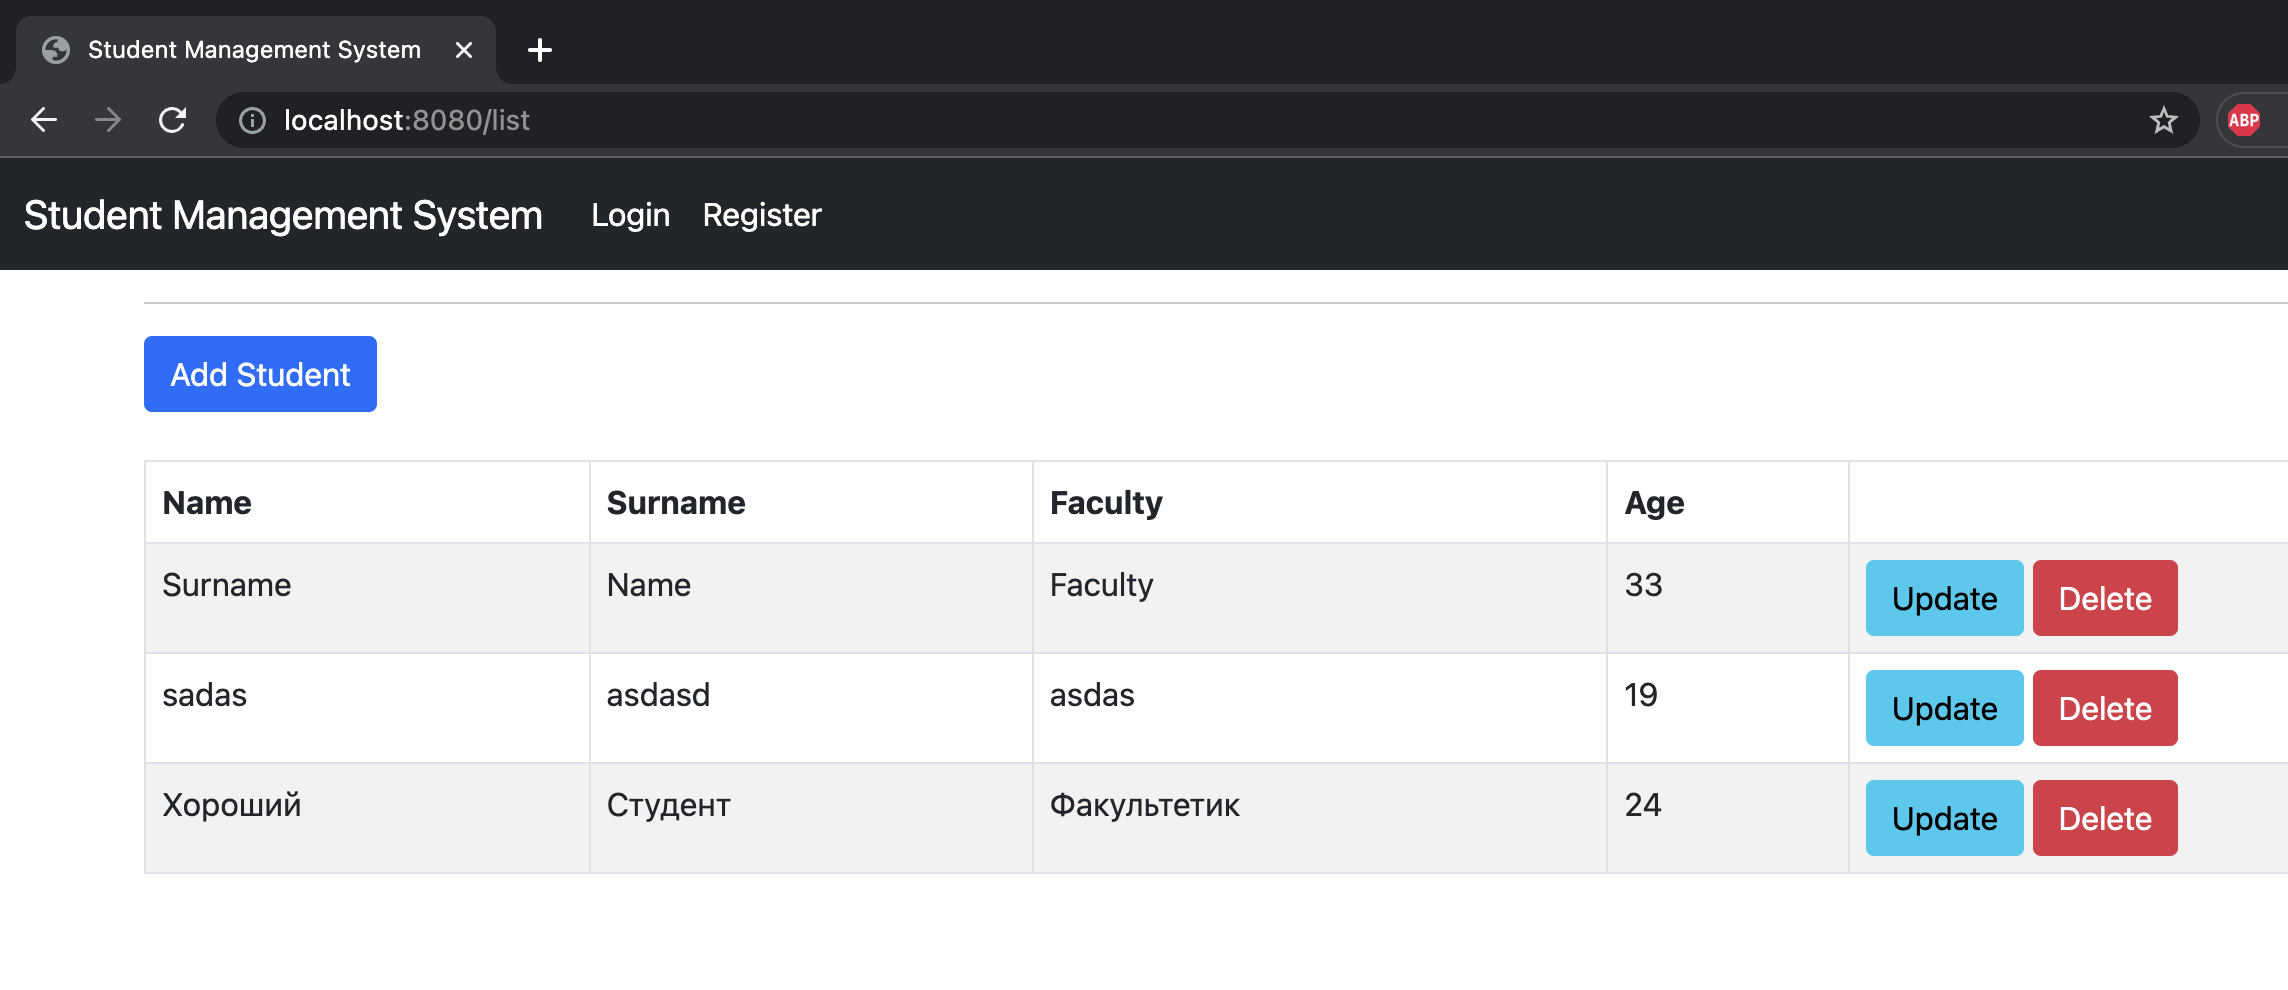 Student Management System
localhost:8080/list
ABP
Student Management System Login Register
Add Student
Name Surname Faculty Age
Surname Name Faculty 33 Update Delete
sadas asdasd asdas 19 Update Delete
Хороший Студент Факультетик 24 Update Delete